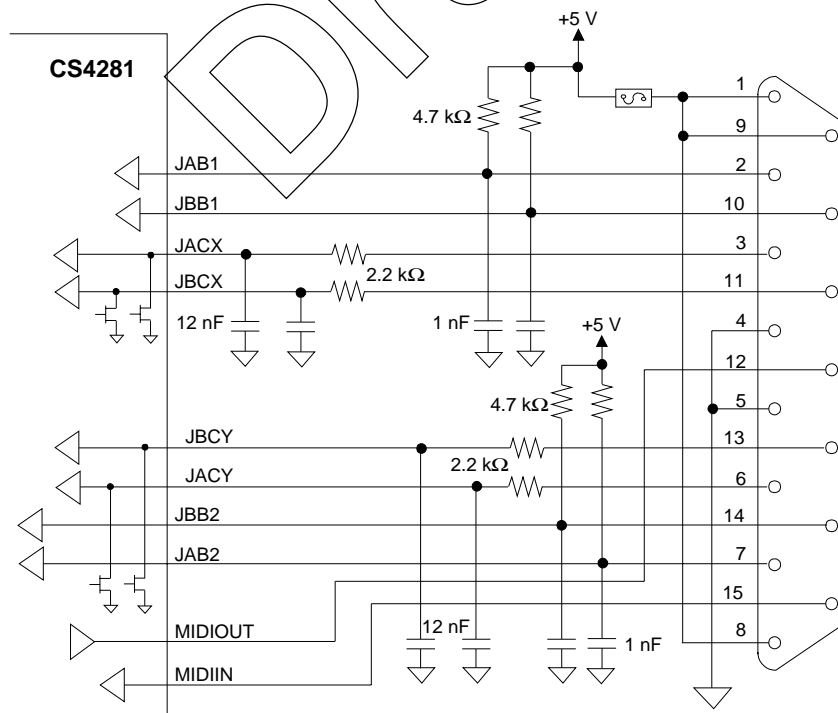 +5 V
CS4281
1
4.7 kΩ
9
JAB1
2
JBB1
10
JACX
3
2.2 kΩ
JBCX
11
12 nF
1 nF
+5 V
4
12
4.7 kΩ
5
JBCY
13
2.2 kΩ
JACY
6
JBB2
14
JAB2
7
15
MIDIOUT
12 nF
1 nF
8
MIDIIN